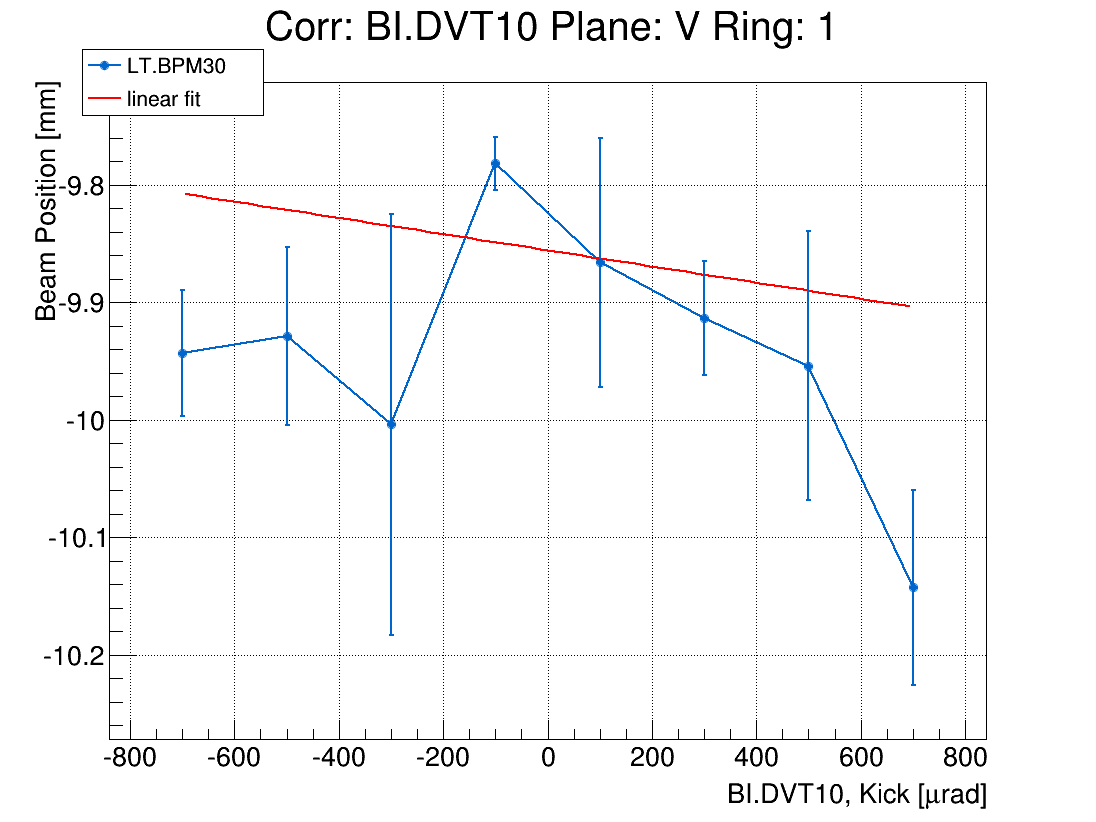 Corr: BI.DVT10 Plane: V Ring: 1
LT.BPM30
linear fit
Beam Position [mm]
-9.8
-9.9
-10
-10.1
-10.2
-800 -600 -400 -200 0 200 400 600 800
BI.DVT10, Kick [μrad]